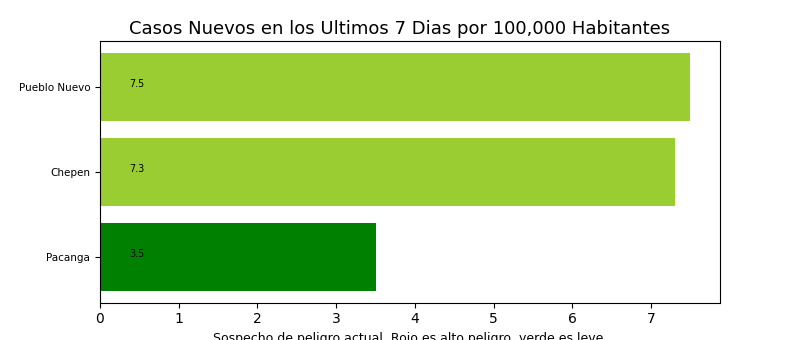 Casos Nuevos en los Ultimos 7 Dias por 100,000 Habitantes
Pueblo Nuevo
7.5
Chepen
7.3
Pacanga
3.5
0 1 2 3 4 5 6 7
Sospecho de peligro actual. Rojo es alto peligro, verde es leve